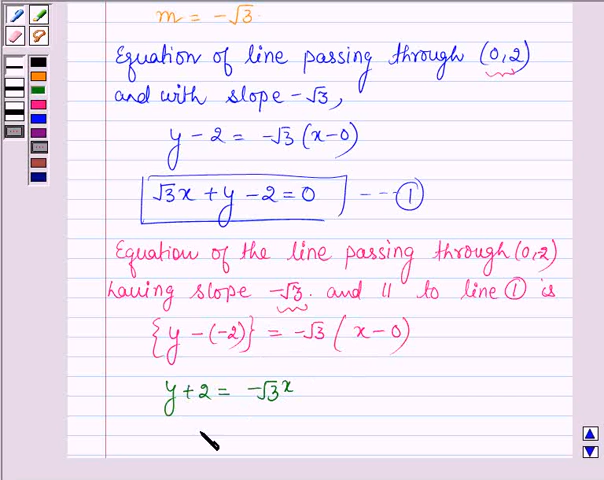 m = -√3.
Equation of line passing through (0,2)
and with slope -√3,
y - 2 = -√3 (x-0)
√3x + y - 2 = 0 --- ①
Equation of the line passing through (0,-2)
having slope -√3. and || to line ① is
{y - (-2)} = -√3 (x-0)
y + 2 = -√3x